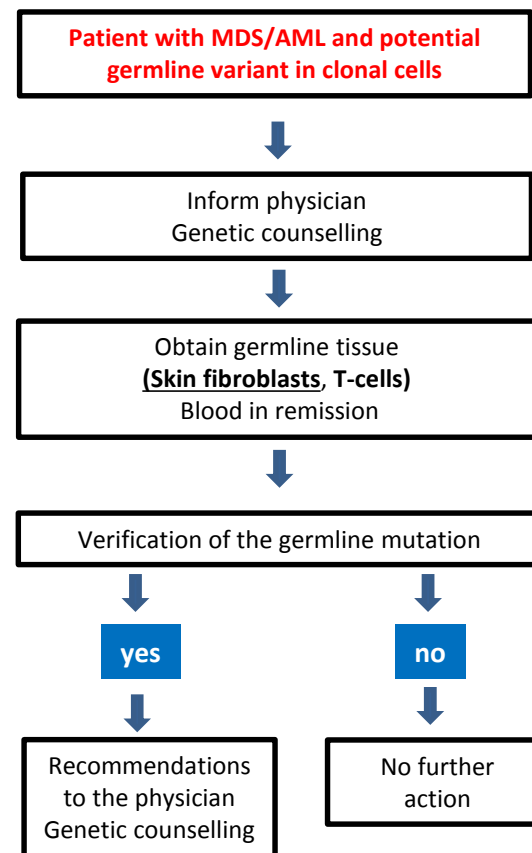 Patient with MDS/AML and potential
germline variant in clonal cells
Inform physician
Genetic counselling
Obtain germline tissue
(Skin fibroblasts, T-cells)
Blood in remission
Verification of the germline mutation
yes
no
Recommendations
to the physician
Genetic counselling
No further
action